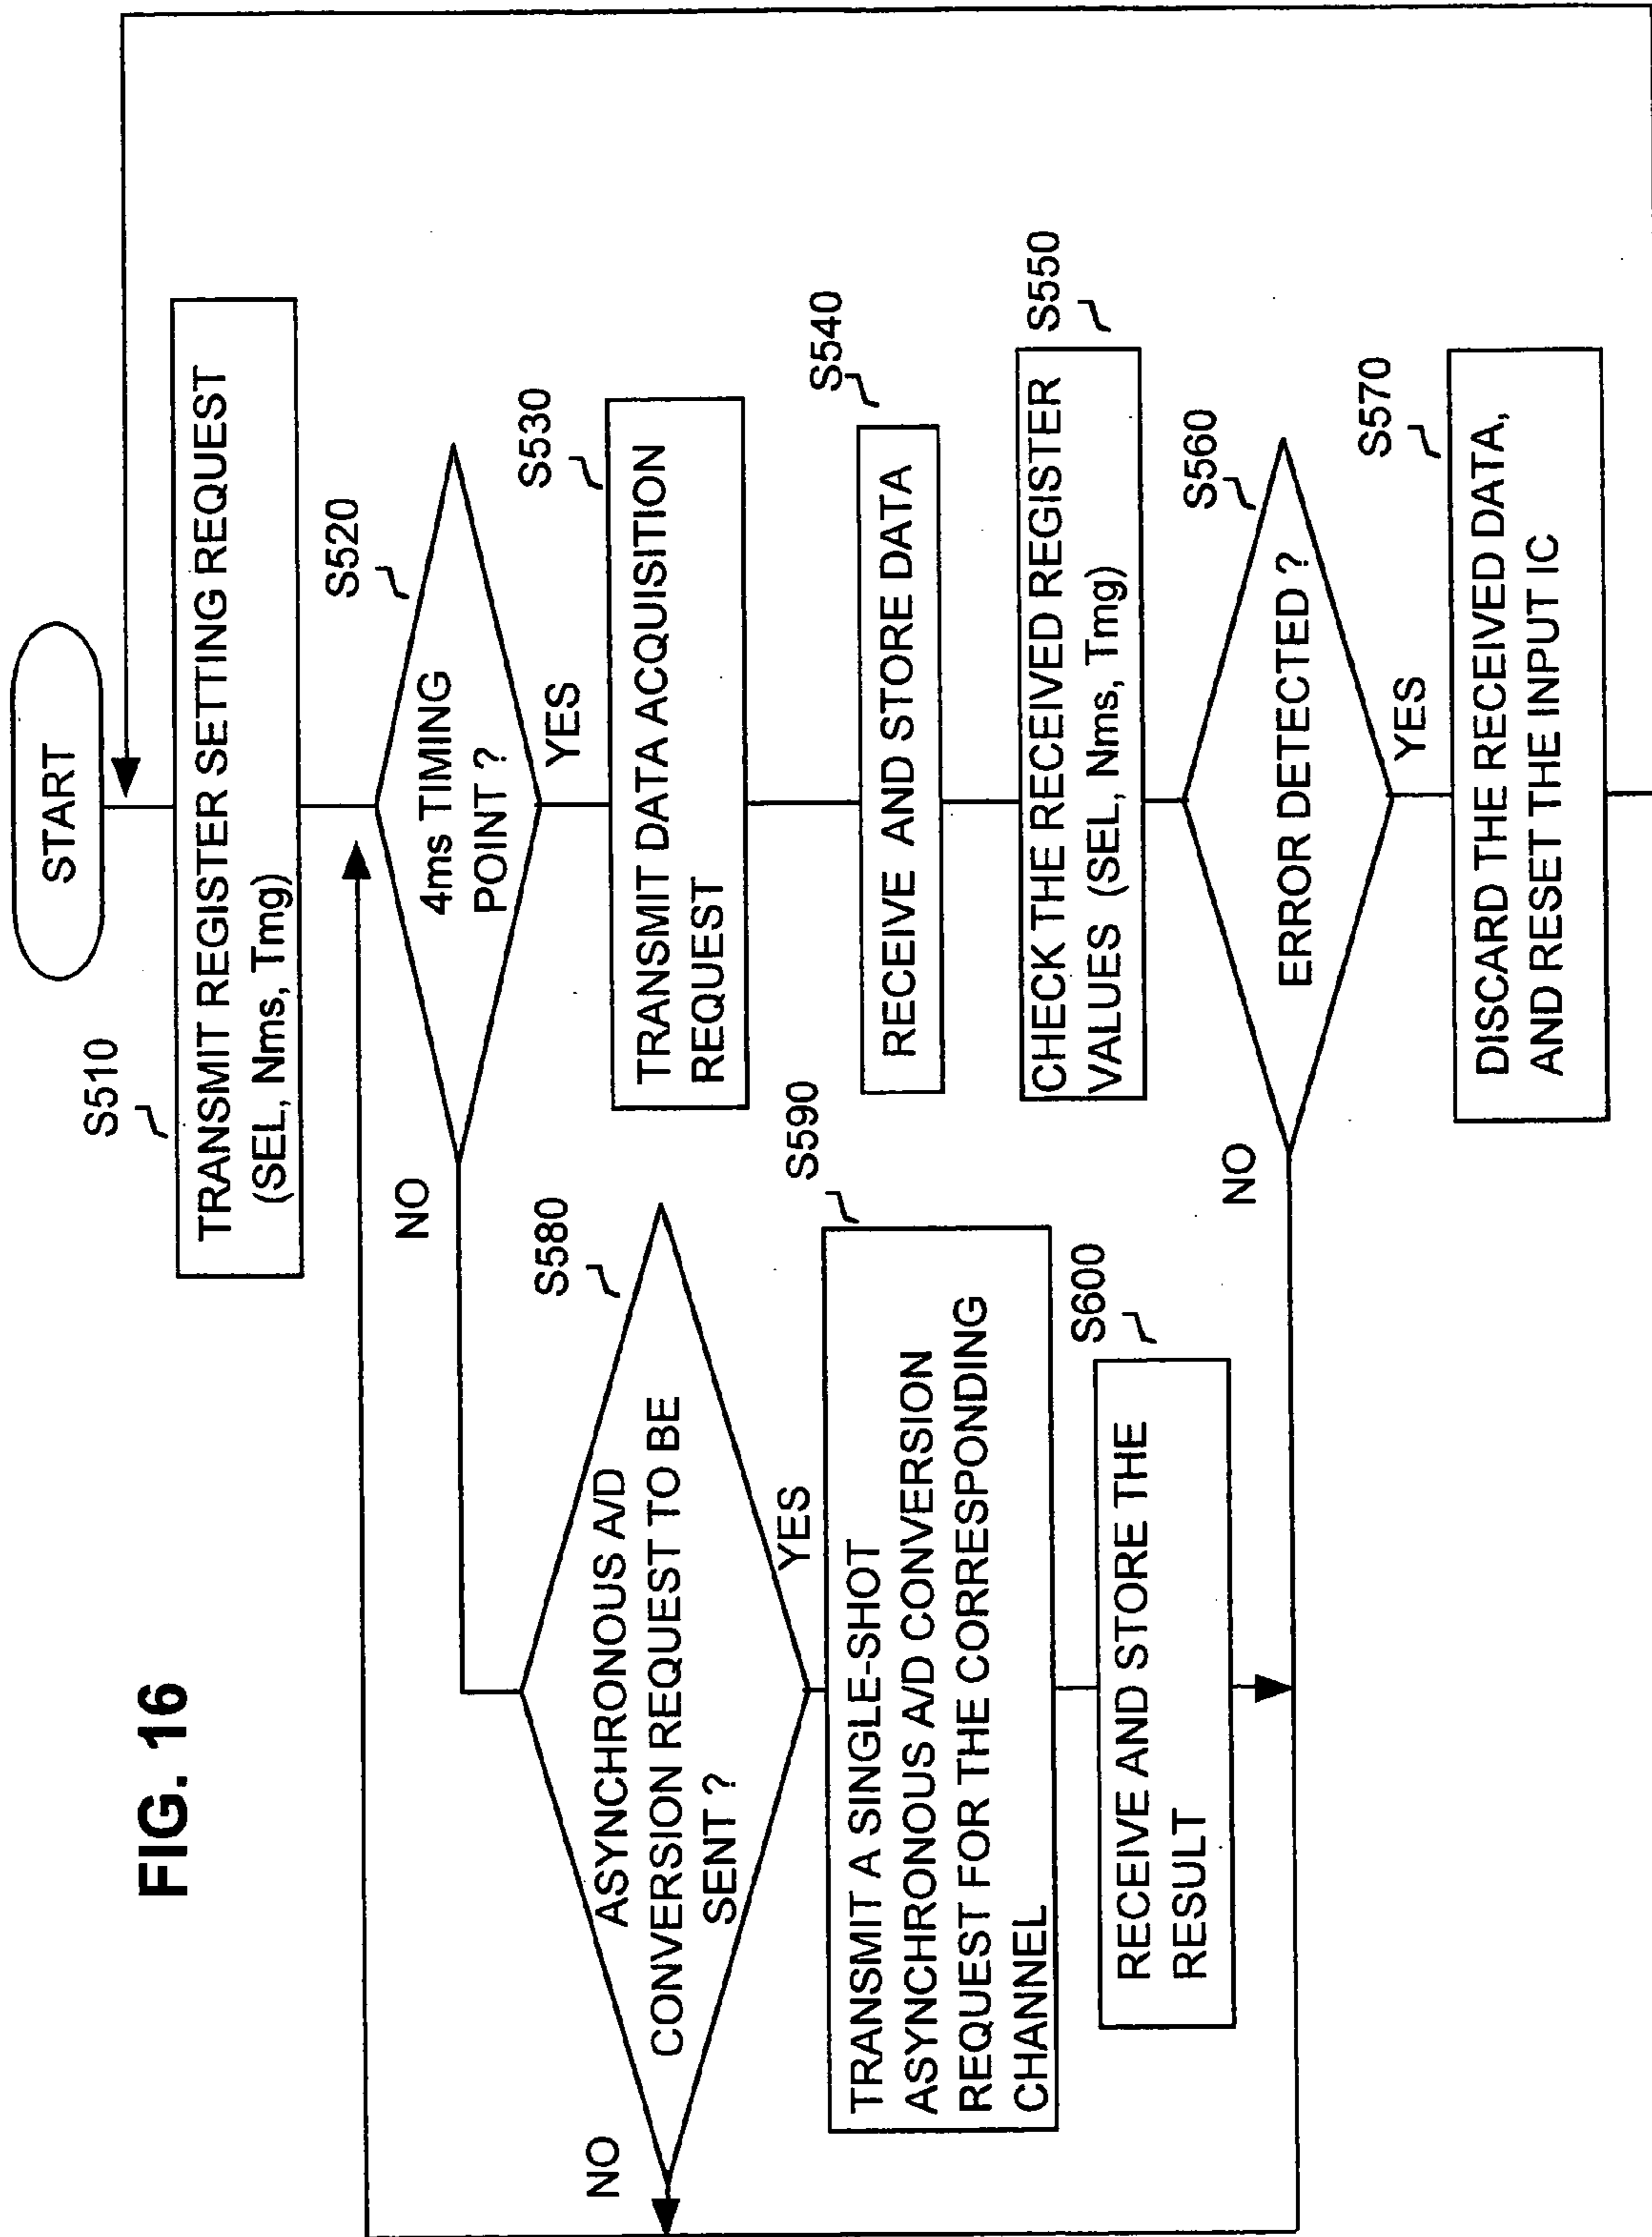 FIG. 16
START
S510
TRANSMIT REGISTER SETTING REQUEST
(SEL, Nms, Tmg)
S520
4ms TIMING
POINT ?
NO
YES
S530
TRANSMIT DATA ACQUISITION
REQUEST
S540
RECEIVE AND STORE DATA
S550
CHECK THE RECEIVED REGISTER
VALUES (SEL, Nms, Tmg)
S560
ERROR DETECTED ?
NO
YES
S570
DISCARD THE RECEIVED DATA,
AND RESET THE INPUT IC
S580
ASYNCHRONOUS A/D
CONVERSION REQUEST TO BE
SENT ?
NO
YES
S590
TRANSMIT A SINGLE-SHOT
ASYNCHRONOUS A/D CONVERSION
REQUEST FOR THE CORRESPONDING
CHANNEL
S600
RECEIVE AND STORE THE
RESULT